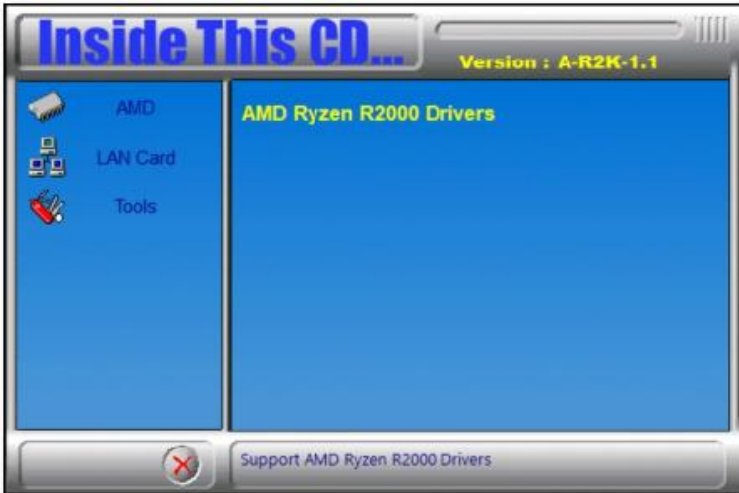 Inside This CD...
Version : A-R2K-1.1
AMD
LAN Card
Tools
AMD Ryzen R2000 Drivers
Support AMD Ryzen R2000 Drivers